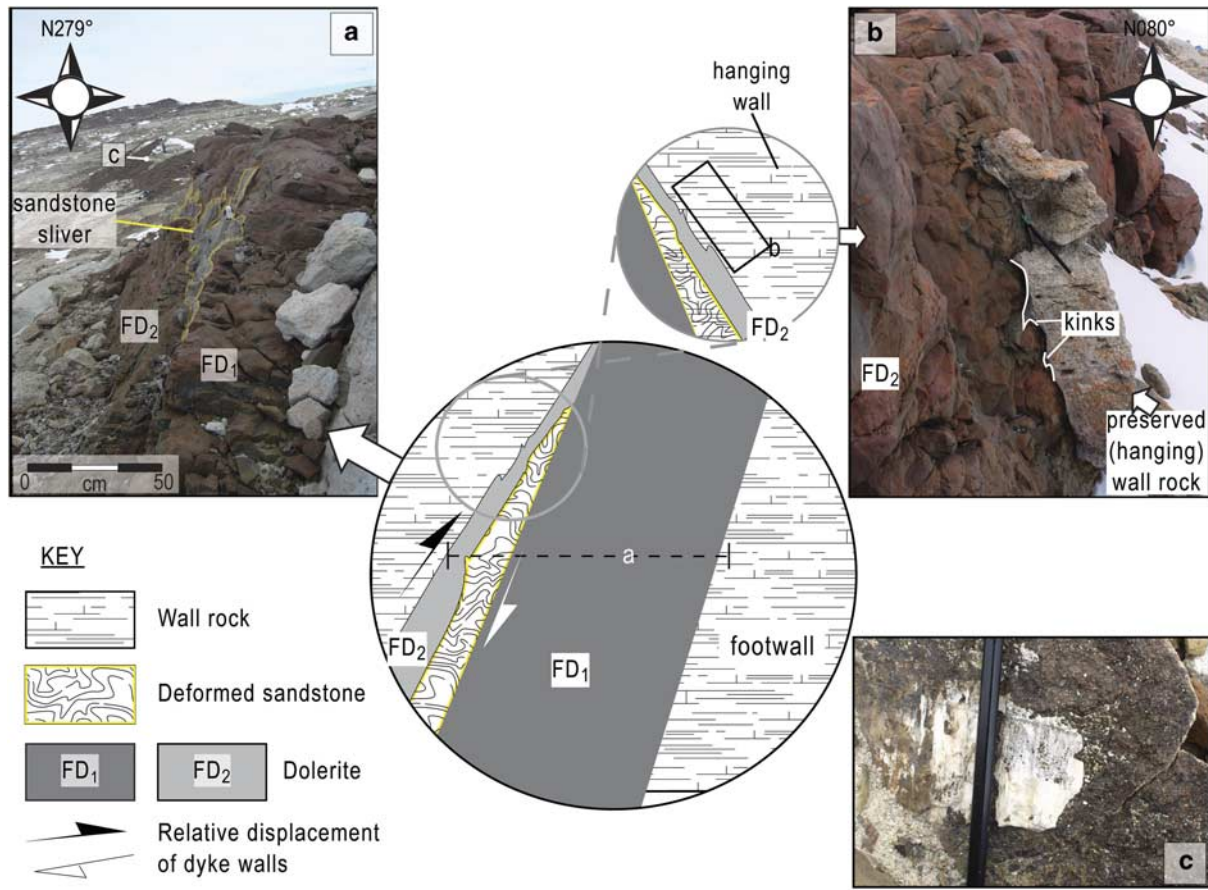 N279°
a
c
sandstone
sliver
FD₂
FD₁
0 50
cm
hanging
wall
b
FD₂
b
N080°
kinks
FD₂
preserved
(hanging)
wall rock
a
FD₂
FD₁
footwall
KEY
Wall rock
Deformed sandstone
FD₁ FD₂ Dolerite
Relative displacement
of dyke walls
c